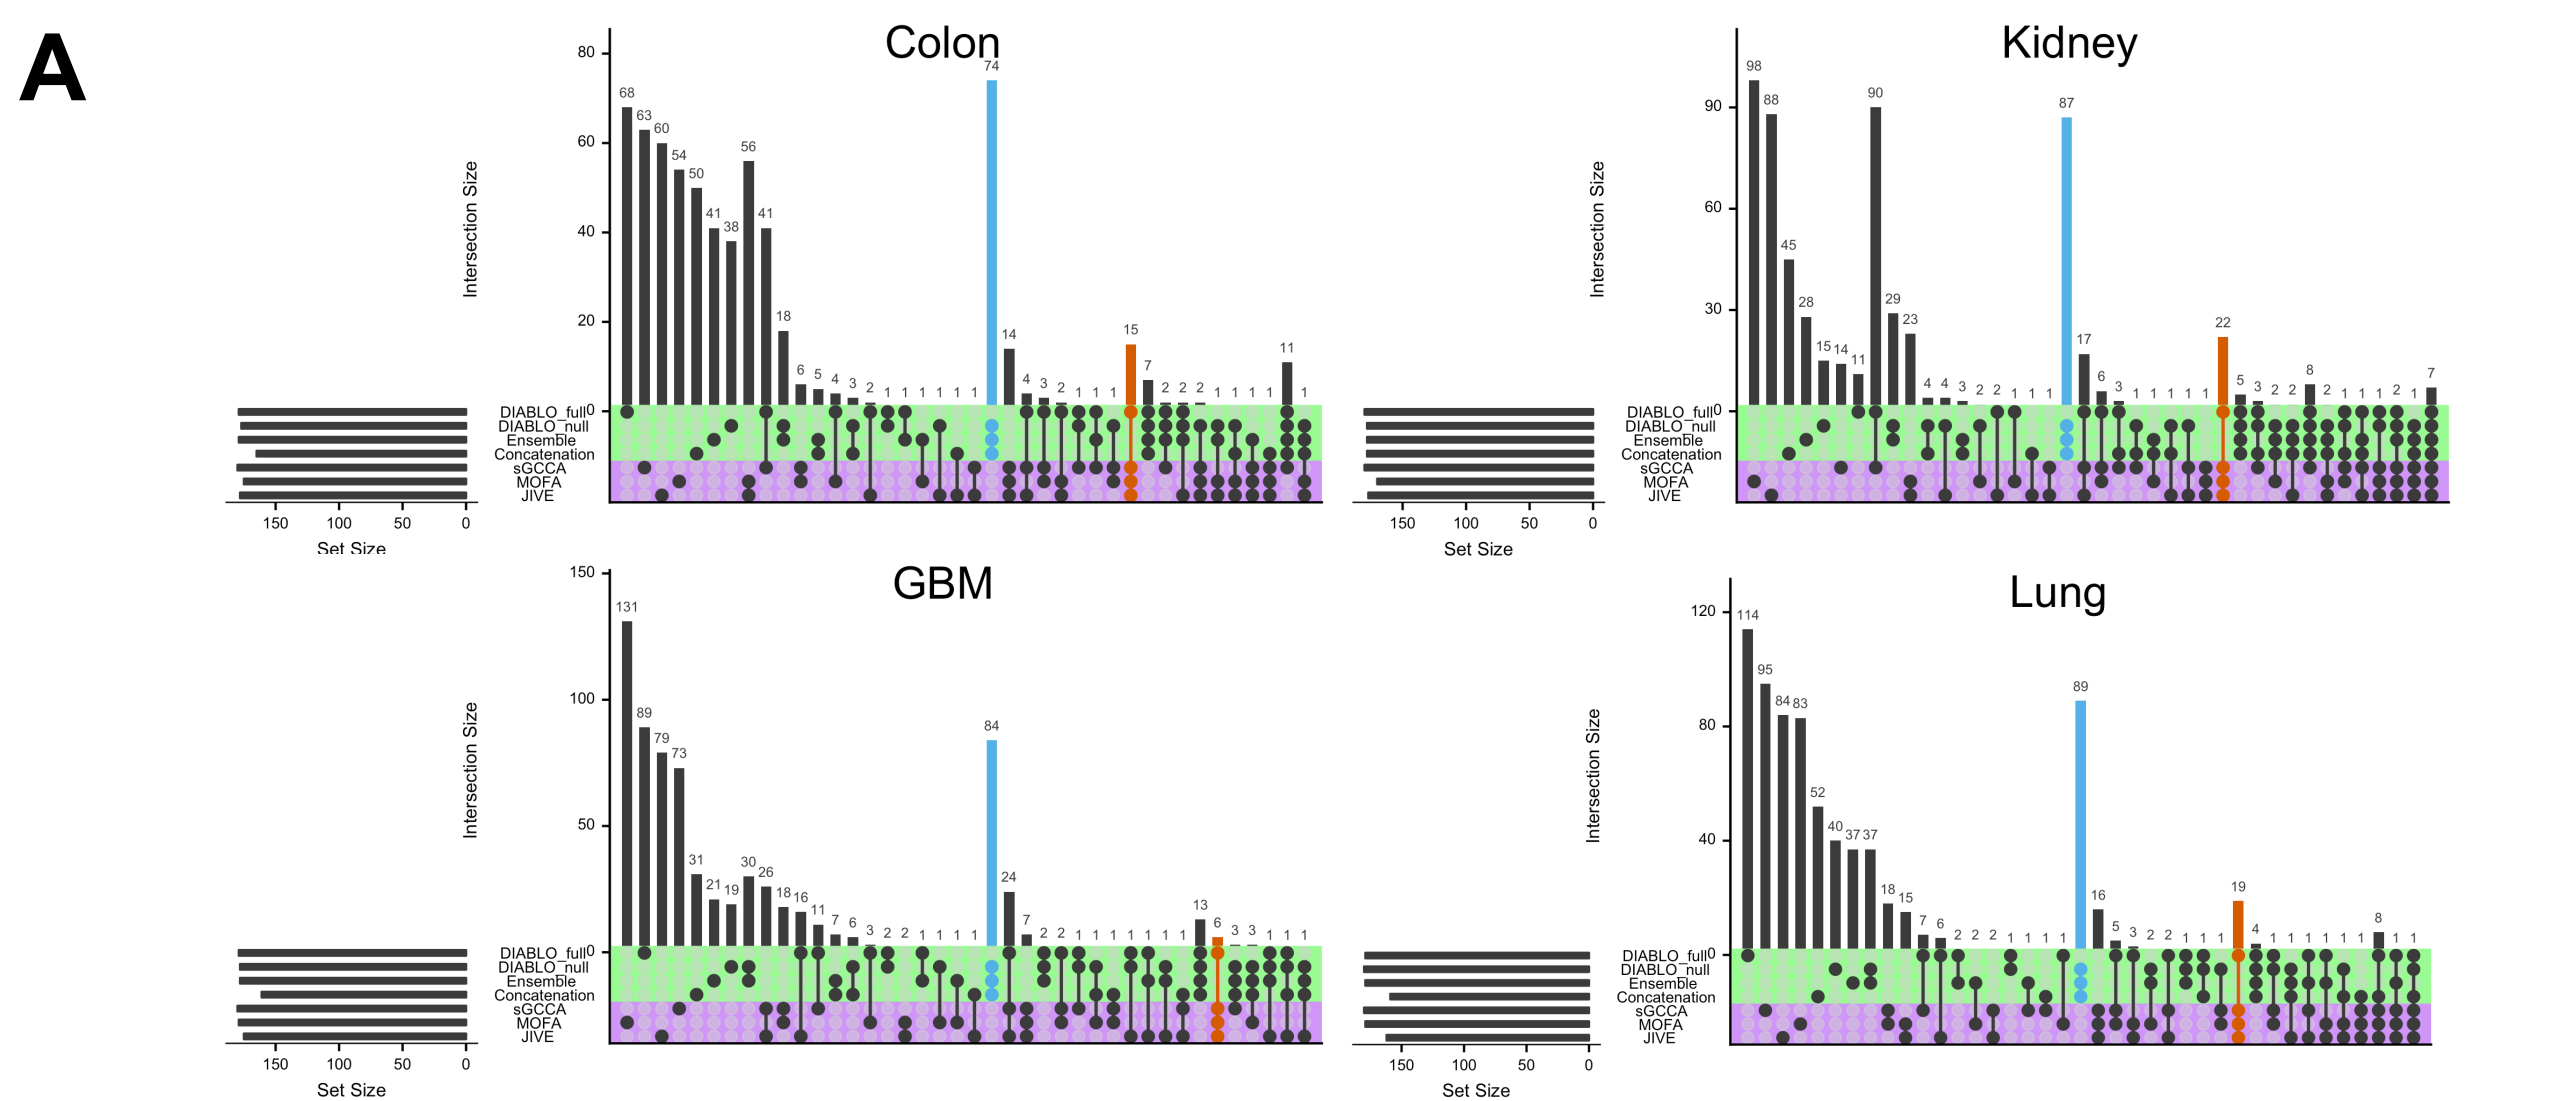 A
Colon
Intersection Size
80
60
40
20
0
68 63 60 54 50 41 38 56 41 18 6 5 4 3 2 1 1 1 1 1 1 74 14 4 3 2 1 1 1 15 7 2 2 2 1 1 1 1 11 1
DIABLO_full
DIABLO_null
Ensemble
Concatenation
sGCCA
MOFA
JIVE
150 100 50 0
Set Size
Kidney
Intersection Size
90
60
30
0
98 88 45 28 15 14 11 90 29 23 4 4 3 2 2 1 1 1 87 17 6 3 1 1 1 1 1 22 5 3 2 2 8 2 1 1 1 2 1 7
DIABLO_full
DIABLO_null
Ensemble
Concatenation
sGCCA
MOFA
JIVE
150 100 50 0
Set Size
GBM
Intersection Size
150
100
50
0
131 89 79 73 31 21 19 30 26 18 16 11 7 6 3 2 2 1 1 1 1 84 24 7 2 2 1 1 1 1 1 1 1 13 6 3 3 1 1 1
DIABLO_full
DIABLO_null
Ensemble
Concatenation
sGCCA
MOFA
JIVE
150 100 50 0
Set Size
Lung
Intersection Size
120
80
40
0
114 95 84 83 52 40 37 37 18 15 7 6 2 2 2 1 1 1 1 89 16 5 3 2 2 1 1 1 19 4 1 1 1 1 1 1 8 1 1
DIABLO_full
DIABLO_null
Ensemble
Concatenation
sGCCA
MOFA
JIVE
150 100 50 0
Set Size